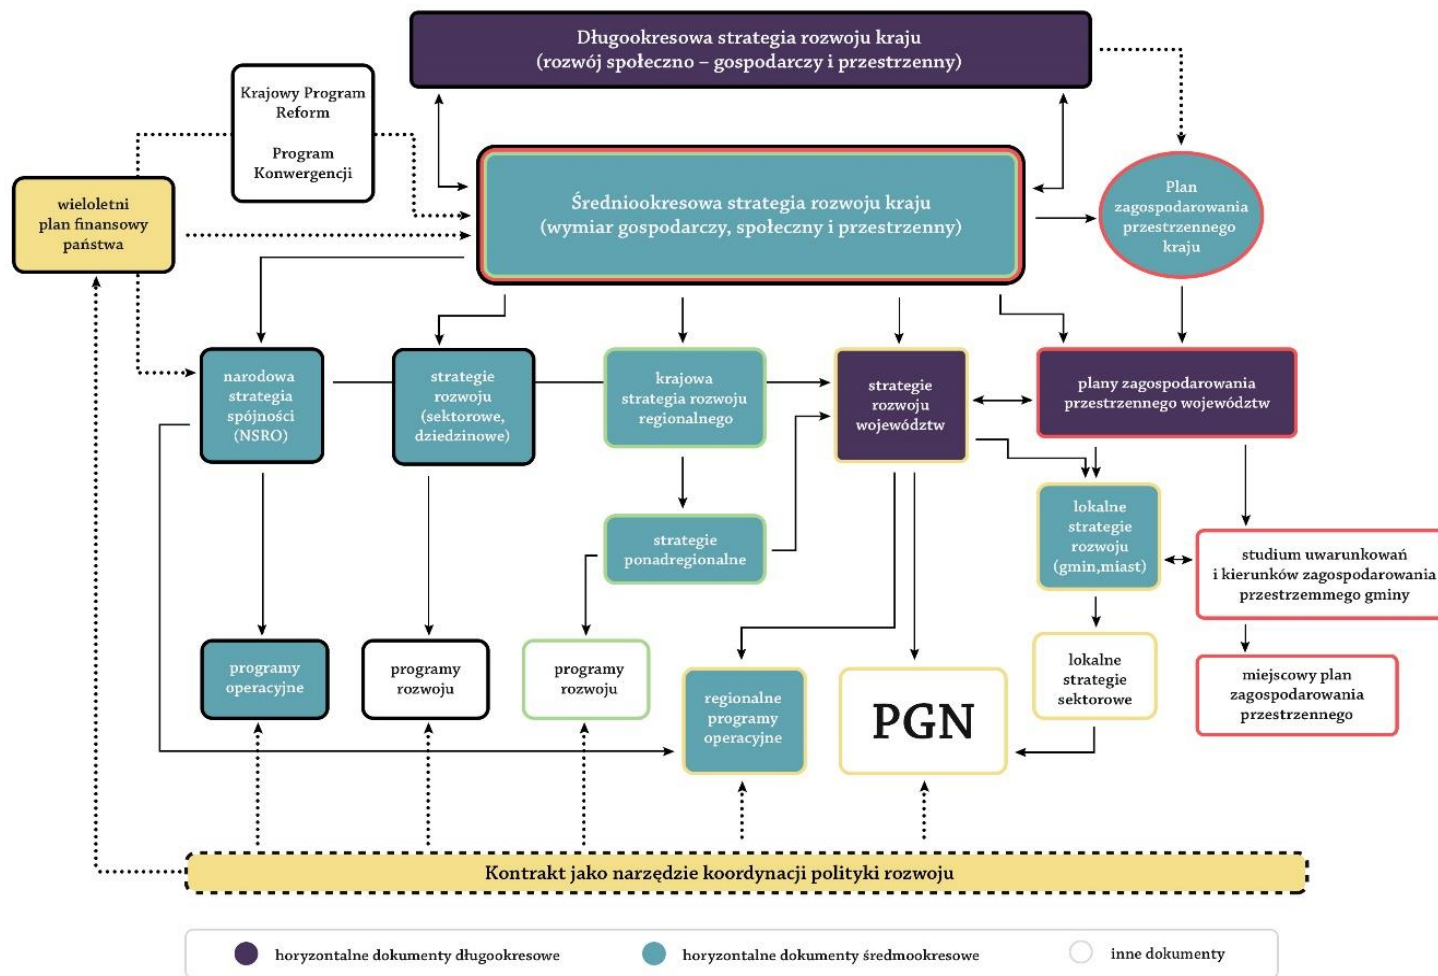 Długookresowa strategia rozwoju kraju
(rozwój społeczno – gospodarczy i przestrzenny)
Krajowy Program
Reform
Program
Konwergencji
wieloletni
plan finansowy
państwa
Średniookresowa strategia rozwoju kraju
(wymiar gospodarczy, społeczny i przestrzenny)
Plan
zagospodarowania
przestrzennego
kraju
narodowa
strategia
spójności
(NSRO)
strategie
rozwoju
(sektorowe,
dziedzinowe)
krajowa
strategia rozwoju
regionalnego
strategie
rozwoju
województw
plany zagospodarowania
przestrzennego województw
strategie
ponadregionalne
lokalne
strategie
rozwoju
(gmin,miast)
studium uwarunkowań
i kierunków zagospodarowania
przestrzemmego gminy
programy
operacyjne
programy
rozwoju
programy
rozwoju
regionalne
programy
operacyjne
PGN
lokalne
strategie
sektorowe
miejscowy plan
zagospodarowania
przestrzennego
Kontrakt jako narzędzie koordynacji polityki rozwoju
horyzontalne dokumenty długookresowe
horyzontalne dokumenty średmookresowe
inne dokumenty